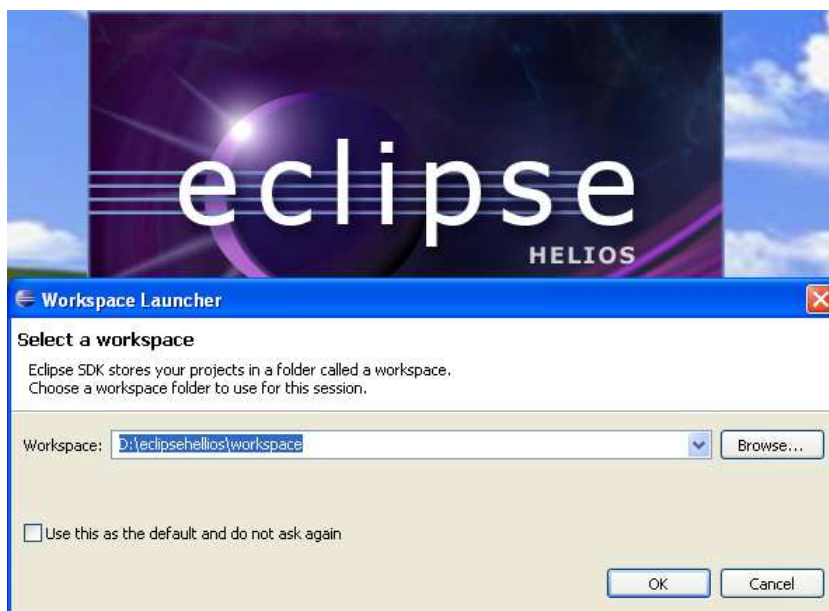 eclipse
HELIOS
Workspace Launcher
Select a workspace
Eclipse SDK stores your projects in a folder called a workspace.
Choose a workspace folder to use for this session.
Workspace: D:\eclipsehellios\workspace Browse...
Use this as the default and do not ask again
OK Cancel